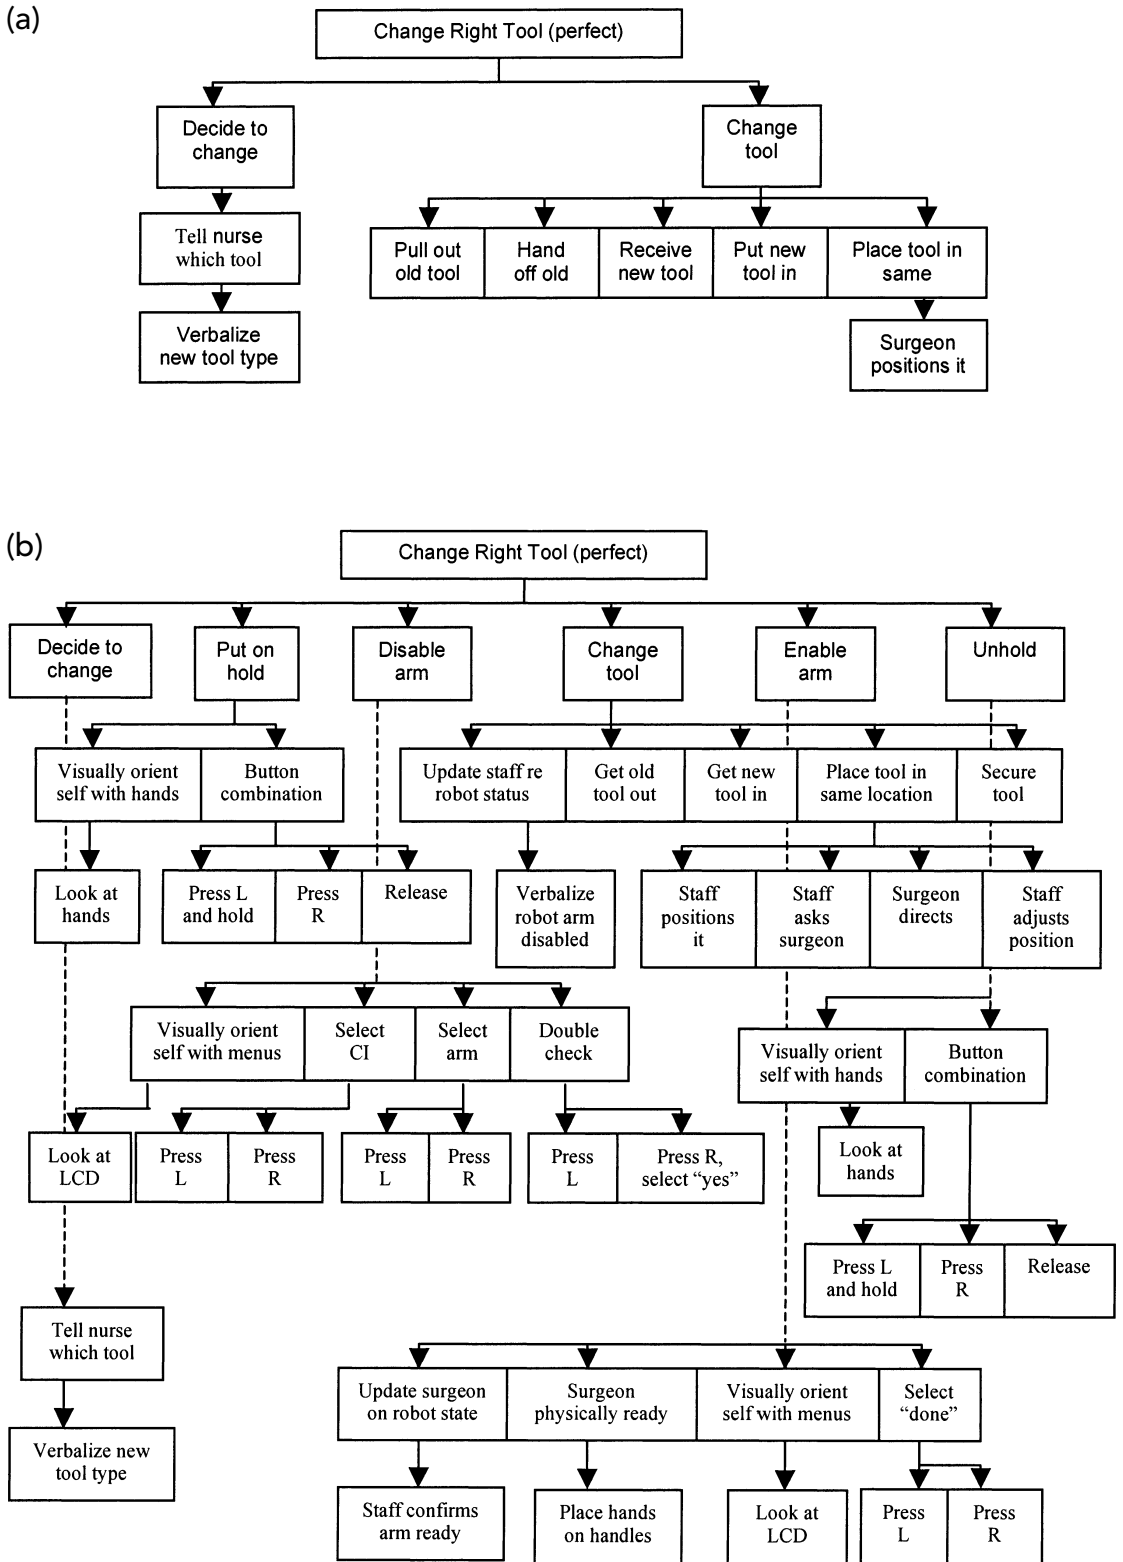 (a)
Change Right Tool (perfect)
Decide to
change
Change
tool
Tell nurse
which tool
Pull out
old tool
Hand
off old
Receive
new tool
Put new
tool in
Place tool in
same
Verbalize
new tool type
Surgeon
positions it
(b)
Change Right Tool (perfect)
Decide to
change
Put on
hold
Disable
arm
Change
tool
Enable
arm
Unhold
Visually orient
self with hands
Button
combination
Update staff re
robot status
Get old
tool out
Get new
tool in
Place tool in
same location
Secure
tool
Look at
hands
Press L
and hold
Press
R
Release
Verbalize
robot arm
disabled
Staff
positions
it
Staff
asks
surgeon
Surgeon
directs
Staff
adjusts
position
Visually orient
self with menus
Select
CI
Select
arm
Double
check
Visually orient
self with hands
Button
combination
Look at
LCD
Press
L
Press
R
Press
L
Press
R
Press
L
Press R,
select “yes”
Look at
hands
Press L
and hold
Press
R
Release
Tell nurse
which tool
Update surgeon
on robot state
Surgeon
physically ready
Visually orient
self with menus
Select
“done”
Verbalize new
tool type
Staff confirms
arm ready
Place hands
on handles
Look at
LCD
Press
L
Press
R